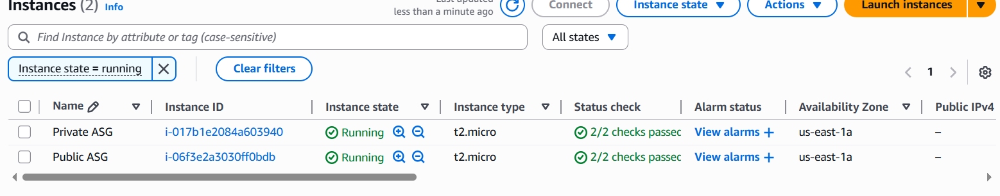 Instances (2) Info
Last updated
less than a minute ago
Connect
Instance state
Actions
Launch instances
Find Instance by attribute or tag (case-sensitive)
All states
Instance state = running
Clear filters
1
Name Instance ID Instance state Instance type Status check Alarm status Availability Zone Public IPv4
Private ASG i-017b1e2084a603940 Running t2.micro 2/2 checks passec View alarms + us-east-1a –
Public ASG i-06f3e2a3030ff0bdb Running t2.micro 2/2 checks passec View alarms + us-east-1a –